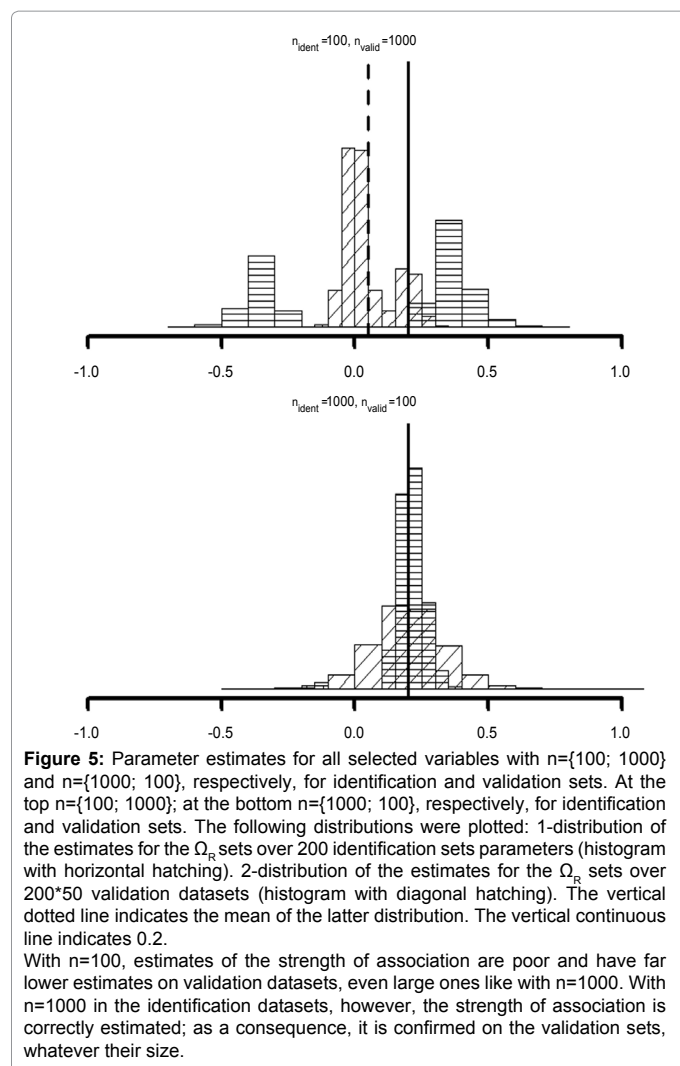 n_ident =100, n_valid =1000
-1.0 -0.5 0.0 0.5 1.0
n_ident =1000, n_valid =100
-1.0 -0.5 0.0 0.5 1.0
Figure 5: Parameter estimates for all selected variables with n={100; 1000}
and n={1000; 100}, respectively, for identification and validation sets. At the
top n={100; 1000}; at the bottom n={1000; 100}, respectively, for identification
and validation sets. The following distributions were plotted: 1-distribution of
the estimates for the Ω_R sets over 200 identification sets parameters (histogram
with horizontal hatching). 2-distribution of the estimates for the Ω_R sets over
200*50 validation datasets (histogram with diagonal hatching). The vertical
dotted line indicates the mean of the latter distribution. The vertical continuous
line indicates 0.2.
With n=100, estimates of the strength of association are poor and have far
lower estimates on validation datasets, even large ones like with n=1000. With
n=1000 in the identification datasets, however, the strength of association is
correctly estimated; as a consequence, it is confirmed on the validation sets,
whatever their size.